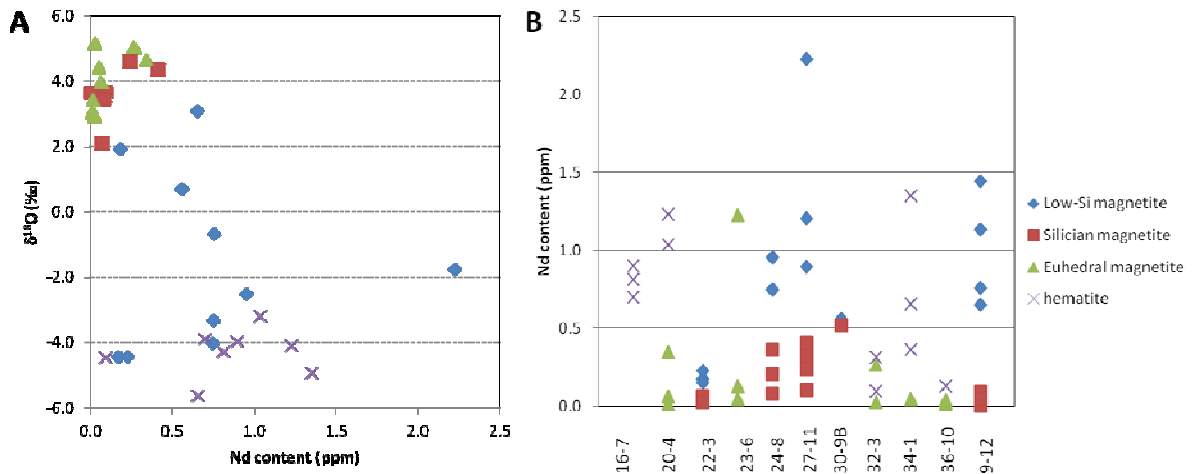 A
6.0
4.0
2.0
0.0
-2.0
-4.0
-6.0
δ18O (‰)
0.0 0.5 1.0 1.5 2.0 2.5
Nd content (ppm)
B
2.5
2.0
1.5
1.0
0.5
0.0
Nd content (ppm)
16-7
20-4
22-3
23-6
24-8
27-11
30-9B
32-3
34-1
36-10
9-12
Low-Si magnetite
Silician magnetite
Euhedral magnetite
hematite